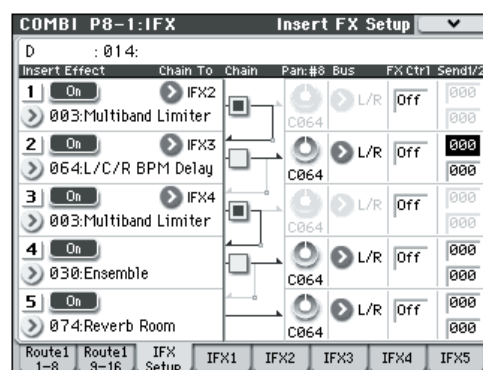 COMBI P8-1:IFX Insert FX Setup
D :014:
Insert Effect Chain To Chain Pan:#8 Bus FX Ctrl Send1/2
1 On IFX2 L/R Off 000
003:Multiband Limiter C064 000
2 On IFX3 L/R Off 000
064:L/C/R BPM Delay C064 000
3 On IFX4 L/R Off 000
003:Multiband Limiter C064 000
4 On L/R Off 000
030:Ensemble C064 000
5 On L/R Off 000
074:Reverb Room C064 000
Route1 1-8 Route1 9-16 IFX Setup IFX1 IFX2 IFX3 IFX4 IFX5